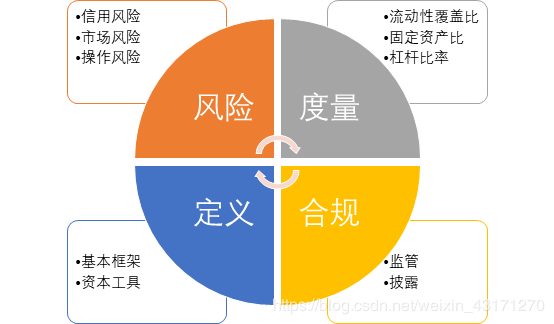 •信用风险
•市场风险
•操作风险
•流动性覆盖比
•固定资产比
•杠杆比率
风险
度量
定义
合规
•基本框架
•资本工具
•监管
•披露
https://blog.csdn.net/weixin_43171270